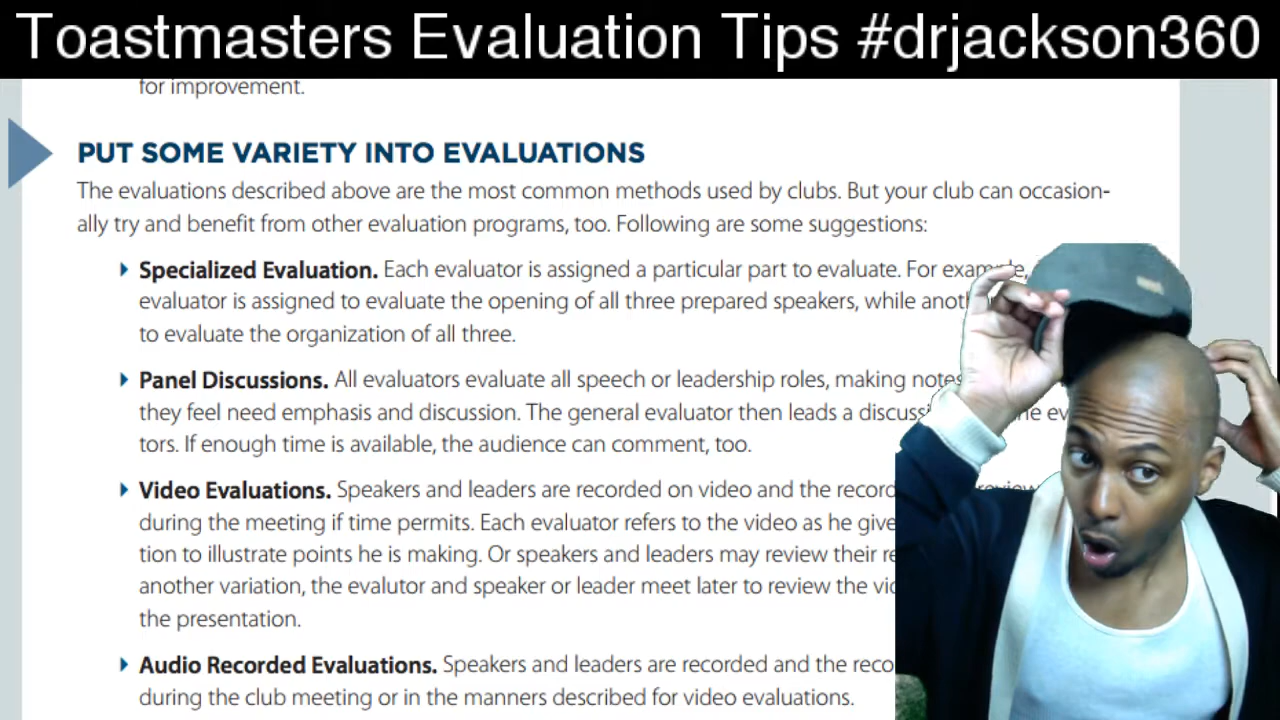 Toastmasters Evaluation Tips #drjackson360
for improvement.
PUT SOME VARIETY INTO EVALUATIONS
The evaluations described above are the most common methods used by clubs. But your club can occasion-
ally try and benefit from other evaluation programs, too. Following are some suggestions:
Specialized Evaluation. Each evaluator is assigned a particular part to evaluate. For example,
evaluator is assigned to evaluate the opening of all three prepared speakers, while
to evaluate the organization of all three.
Panel Discussions. All evaluators evaluate all speech or leadership roles, making notes
they feel need emphasis and discussion. The general evaluator then leads a
tors. If enough time is available, the audience can comment, too.
Video Evaluations. Speakers and leaders are recorded on video and the
during the meeting if time permits. Each evaluator refers to the video as he
tion to illustrate points he is making. Or speakers and leaders may review their
another variation, the evalutor and speaker or leader meet later to review the
the presentation.
Audio Recorded Evaluations. Speakers and leaders are recorded and the
during the club meeting or in the manners described for video evaluations.